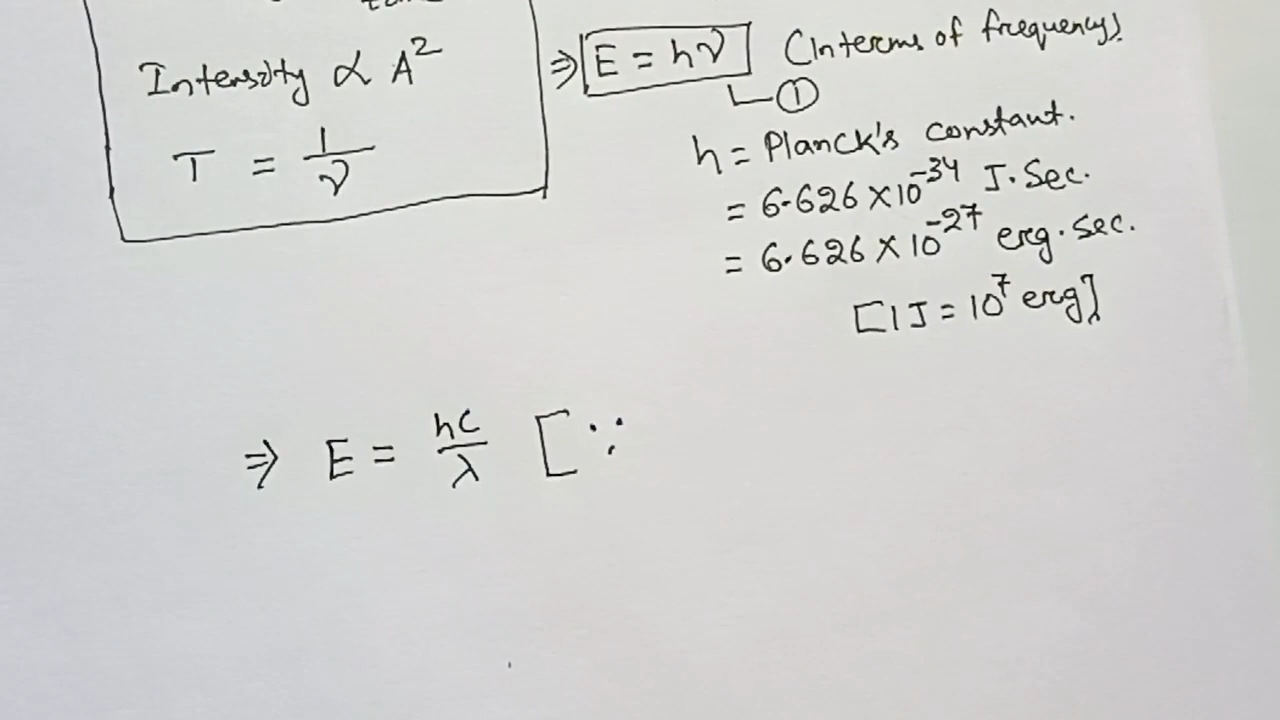 Intensity ∝ A²
T = 1/ν
⇒ E = hν (In terms of frequency)
①
h = Planck's constant.
= 6.626 × 10⁻³⁴ J. Sec.
= 6.626 × 10⁻²⁷ erg. sec.
[1 J = 10⁷ erg]
⇒ E = hc/λ [∵